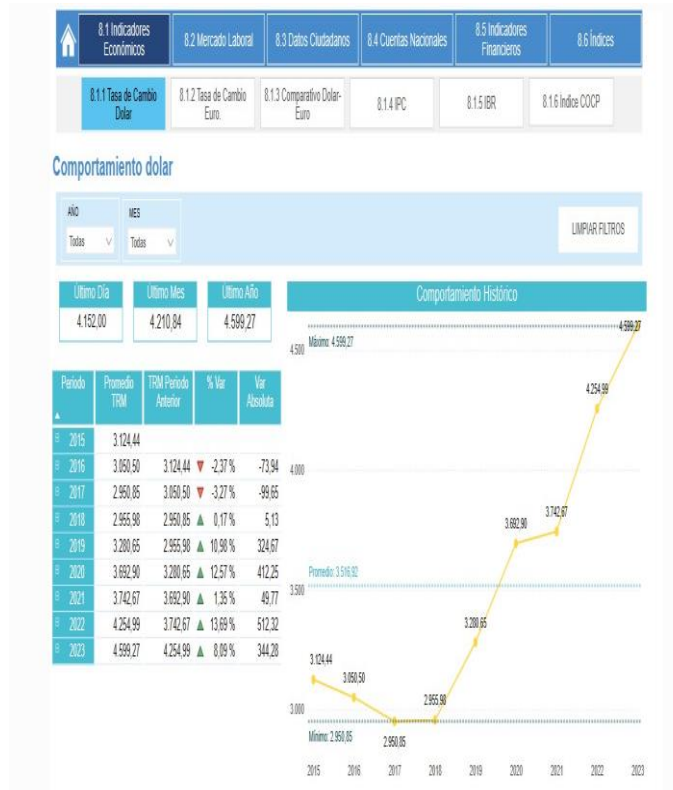 8.1 Indicadores Económicos
8.2 Mercado Laboral
8.3 Datos Ciudadanos
8.4 Cuentas Nacionales
8.5 Indicadores Financieros
8.6 Índices
8.1.1 Tasa de Cambio Dolar
8.1.2 Tasa de Cambio Euro.
8.1.3 Comparativo Dolar-Euro
8.1.4 IPC
8.1.5 IBR
8.1.6 Indice COCP
Comportamiento dolar
AÑO
Todas
MES
Todas
LIMPIAR FILTROS
Último Día
4.152,00
Último Mes
4.210,84
Último Año
4.599,27
Periodo Promedio TRM TRM Periodo Anterior % Var Var Absoluta
2015 3.124,44
2016 3.050,50 3.124,44 -2,37 % -73,94
2017 2.950,85 3.050,50 -3,27 % -99,65
2018 2.955,98 2.950,85 0,17 % 5,13
2019 3.280,65 2.955,98 10,98 % 324,67
2020 3.692,90 3.280,65 12,57 % 412,25
2021 3.742,67 3.692,90 1,35 % 49,77
2022 4.254,99 3.742,67 13,69 % 512,32
2023 4.599,27 4.254,99 8,09 % 344,28
Comportamiento Histórico
4.599,27
Máximo: 4.599,27
4.500
4.254,99
4.000
3.742,67
3.692,90
Promedio: 3.516,92
3.500
3.280,65
3.124,44
3.050,50
2.955,98
3.000
Mínimo: 2.950,85
2.950,85
2015 2016 2017 2018 2019 2020 2021 2022 2023